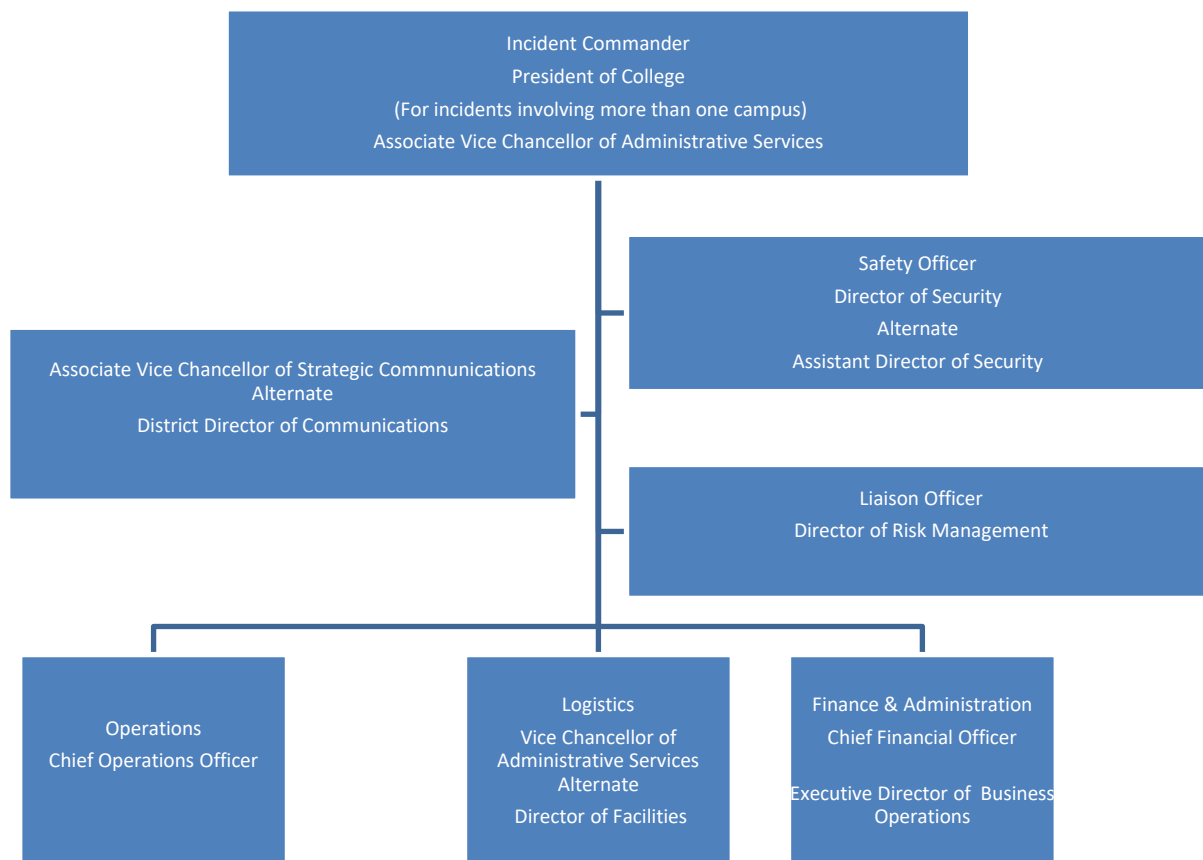 Incident Commander
President of College
(For incidents involving more than one campus)
Associate Vice Chancellor of Administrative Services
Safety Officer
Director of Security
Alternate
Assistant Director of Security
Associate Vice Chancellor of Strategic Commnunications
Alternate
District Director of Communications
Liaison Officer
Director of Risk Management
Operations
Chief Operations Officer
Logistics
Vice Chancellor of
Administrative Services
Alternate
Director of Facilities
Finance & Administration
Chief Financial Officer
Executive Director of Business
Operations